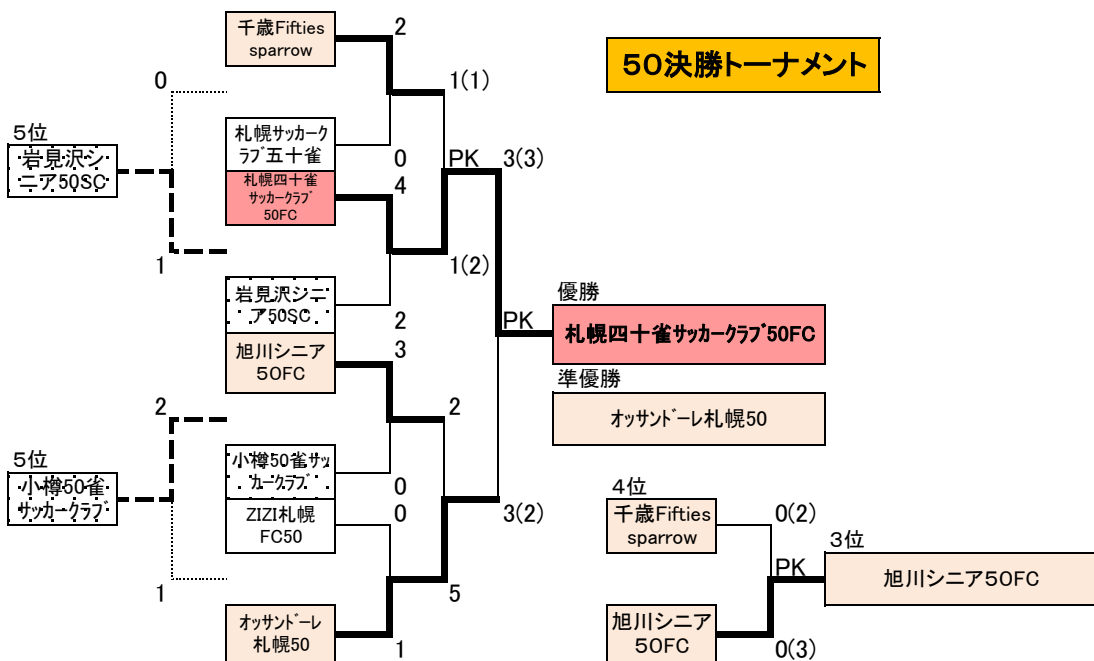 千歳Fifties
sparrow
2
50決勝トーナメント
0
1(1)
5位
岩見沢シ
ニア50SC
札幌サッカーク
ラブ五十雀
0
PK
3(3)
札幌四十雀
サッカークラブ
50FC
4
1
1(2)
岩見沢シニ
ア50SC
2
PK
優勝
札幌四十雀サッカークラブ50FC
旭川シニア
50FC
3
準優勝
オッサンドーレ札幌50
2
2
5位
小樽50雀
サッカークラブ
小樽50雀サッ
カークラブ
0
ZIZI札幌
FC50
0
3(2)
4位
千歳Fifties
sparrow
0(2)
3位
PK
旭川シニア50FC
1
5
オッサンドーレ
札幌50
1
旭川シニア
50FC
0(3)